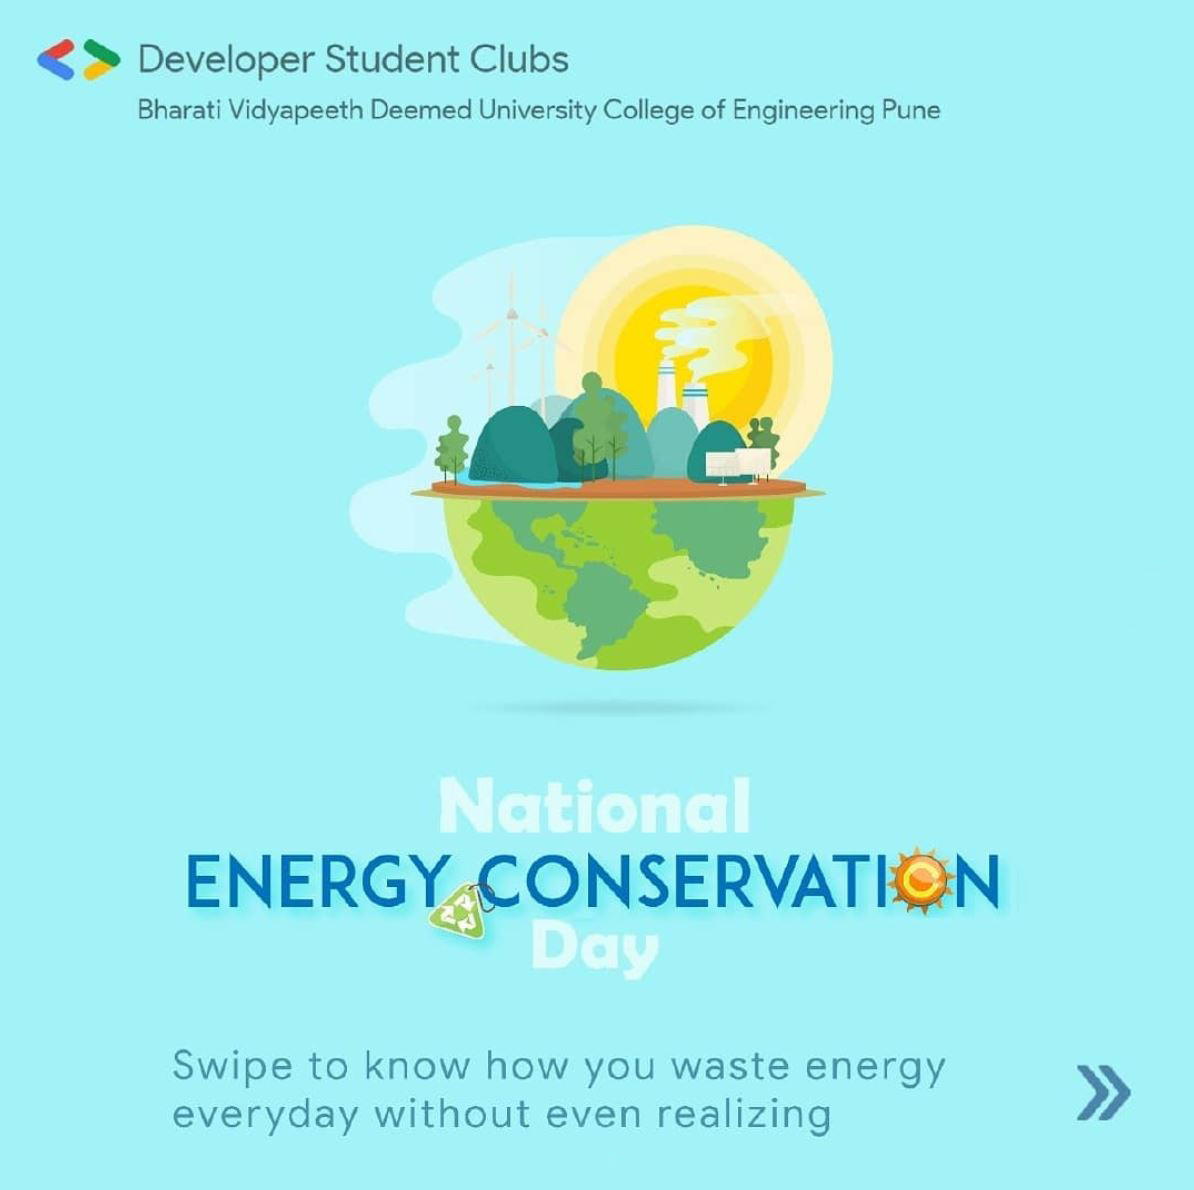 Developer Student Clubs
Bharati Vidyapeeth Deemed University College of Engineering Pune
National
ENERGY CONSERVATION
Day
Swipe to know how you waste energy
everyday without even realizing